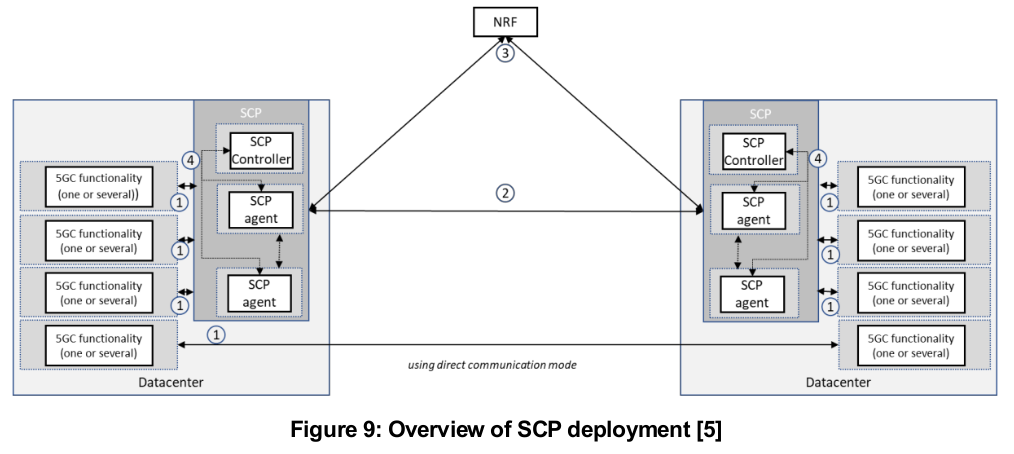 NRF
3
SCP
SCP
Controller
4
5GC functionality
(one or several))
1
SCP
agent
5GC functionality
(one or several)
1
5GC functionality
(one or several)
1
SCP
agent
5GC functionality
(one or several)
1
Datacenter
2
using direct communication mode
SCP
SCP
Controller
4
SCP
agent
1
5GC functionality
(one or several)
1
5GC functionality
(one or several)
SCP
agent
1
5GC functionality
(one or several)
5GC functionality
(one or several)
Datacenter
Figure 9: Overview of SCP deployment [5]